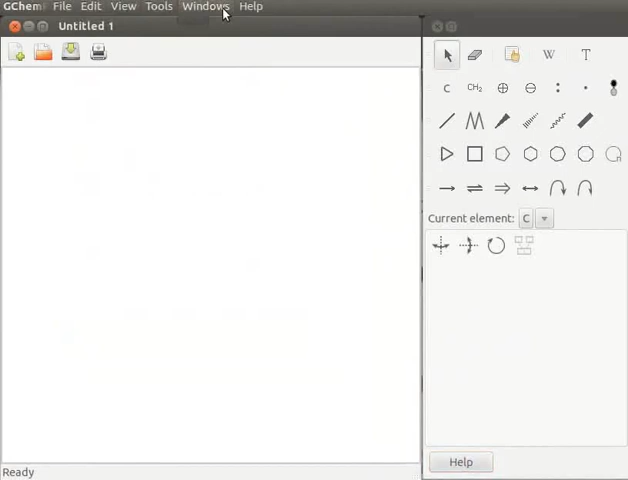 GChem File Edit View Tools Windows Help
Untitled 1
W T
C CH₂
Current element: C
Help
Ready